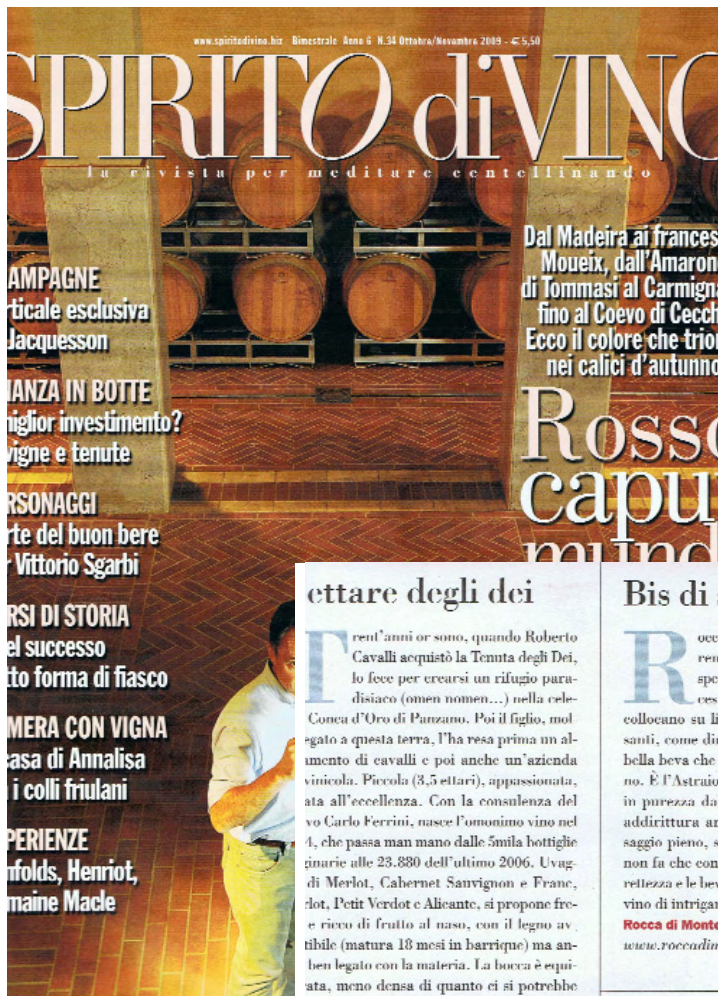 www.spiritodivino.biz Bimestrale Anno 6 N.34 Ottobre/Novembre 2009 - € 5,50
SPIRITO diVINO
la rivista per meditare centellinando
Dal Madeira ai frances
Moueix, dall'Amaron
di Tommasi al Carmigna
fino al Coevo di Cecch
Ecco il colore che trion
nei calici d'autunno
Rosso
capu
mund
AMPAGNE
rticale esclusiva
Jacquesson
IANZA IN BOTTE
miglior investimento?
vigne e tenute
RSONAGGI
rte del buon bere
r Vittorio Sgarbi
RSI DI STORIA
el successo
tto forma di fiasco
MERA CON VIGNA
casa di Annalisa
i colli friulani
PERIENZE
nfolds, Henriot,
maine Macle
ettare degli dei
Trent'anni or sono, quando Roberto
Cavalli acquistò la Tenuta degli Dei,
lo fece per crearsi un rifugio para-
disiaco (omen nomen...) nella cele-
Conca d'Oro di Panzano. Poi il figlio, mol
egato a questa terra, l'ha resa prima un al-
amento di cavalli e poi anche un'azienda
vinicola. Piccola (3,5 ettari), appassionata,
ata all'eccellenza. Con la consulenza del
vo Carlo Ferrini, nasce l'omonimo vino nel
4, che passa man mano dalle 5mila bottiglie
ginarie alle 23.880 dell'ultimo 2006. Uvag-
di Merlot, Cabernet Sauvignon e Franc,
rlot, Petit Verdot e Alicante, si propone fre-
e ricco di frutto al naso, con il legno av
tibile (matura 18 mesi in barrique) ma an-
ben legato con la materia. La bocca è equi-
ata, meno densa di quanto ci si potrebbe
Bis di
Rocc
ren
spe
ces
collocano su li
santi, come din
bella beva che
no. È l'Astraio
in purezza da
addirittura an
saggio pieno, s
non fa che con
rettezza e le bev
vino di intrigan
Rocca di Monte
www.roccadin